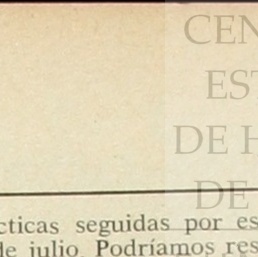 CEN
EST
DE H
DE
cticas seguidas por es
de julio. Podríamos res